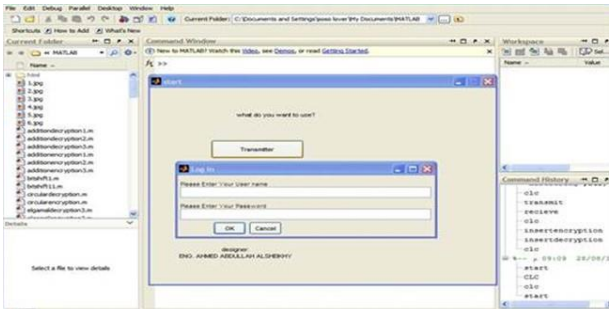 File Edit Debug Parallel Desktop Window Help
Current Folder: C:\Documents and Settings\ My Documents\MATLAB
Shortcuts How to Add What's New
Current Folder
MATLAB
Name
html
1.jpg
2.jpg
3.jpg
4.jpg
5.jpg
6.jpg
additiondecryption1.m
additiondecryption2.m
additiondecryption3.m
additionencryption1.m
additionencryption2.m
additionencryption3.m
bitshift1.m
bitshift11.m
circulardecryption.m
circularencryption.m
elgamaldecryption3.m
Details
Select a file to view details
Command Window
New to MATLAB? Watch this Video, see Demos, or read Getting Started.
fx >>
start
what do you want to use?
Transmitter
Log in
Please Enter Your User name
Please Enter Your Password
OK Cancel
designer:
ENG. AHMED ABDULLAH ALSHEIKHY
Workspace
Name Value
Command History
clc
transmit
recieve
clc
insertencryption
insertdecryption
clc
start
CLC
clc
start